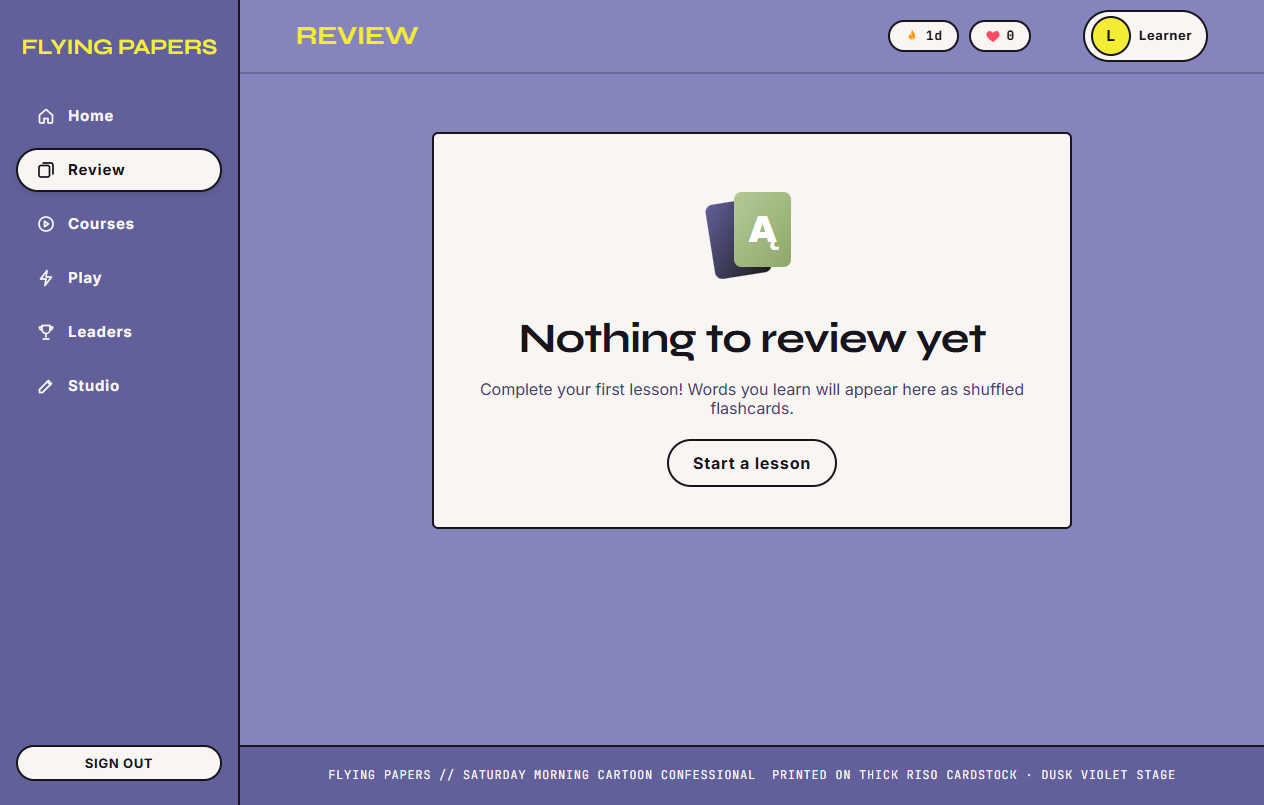 FLYING PAPERS
Home
Review
Courses
Play
Leaders
Studio
SIGN OUT
REVIEW
1d
0
L
Learner
Ą
Nothing to review yet
Complete your first lesson! Words you learn will appear here as shuffled
flashcards.
Start a lesson
FLYING PAPERS // SATURDAY MORNING CARTOON CONFESSIONAL PRINTED ON THICK RISO CARDSTOCK · DUSK VIOLET STAGE